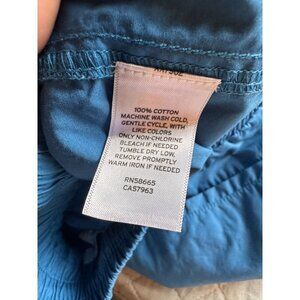 100% COTTON
MACHINE WASH COLD,
GENTLE CYCLE, WITH
LIKE COLORS
ONLY NON-CHLORINE
BLEACH IF NEEDED
TUMBLE DRY LOW,
REMOVE PROMPTLY
WARM IRON IF NEEDED
RN58665
CA57963